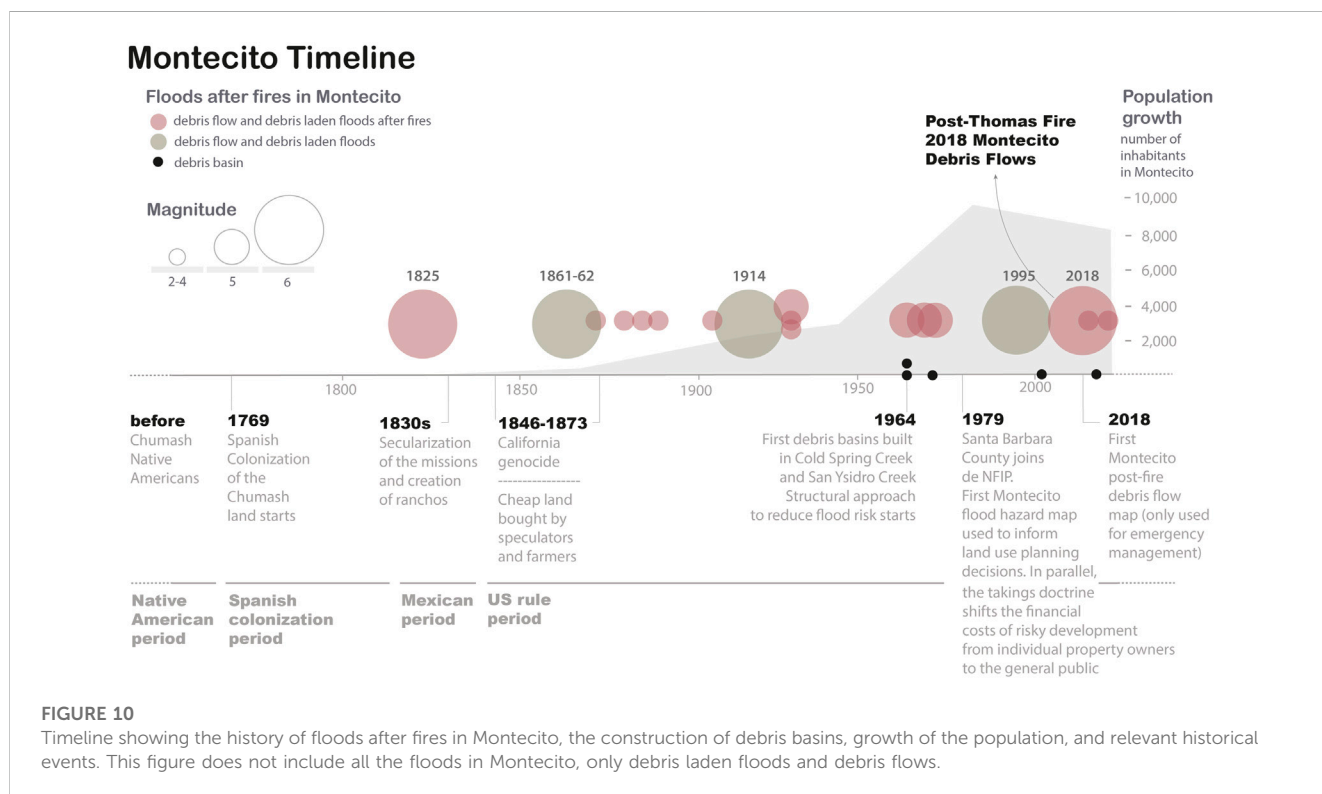 Montecito Timeline
Floods after fires in Montecito
debris flow and debris laden floods after fires
debris flow and debris laden floods
debris basin
Magnitude
2-4
5
6
Post-Thomas Fire
2018 Montecito
Debris Flows
Population
growth
number of
inhabitants
in Montecito
10,000
8,000
6,000
4,000
2,000
1825
1861-62
1914
1995
2018
1800
1850
1900
1950
2000
before
Chumash
Native
Americans
1769
Spanish
Colonization
of the
Chumash
land starts
1830s
Secularization
of the missions
and creation
of ranchos
1846-1873
California
genocide
-----------------
Cheap land
bought by
speculators
and farmers
1964
First debris basins built
in Cold Spring Creek
and San Ysidro Creek
Structural approach
to reduce flood risk starts
1979
Santa Barbara
County joins
de NFIP.
First Montecito
flood hazard map
used to inform
land use planning
decisions. In parallel,
the takings doctrine
shifts the financial
costs of risky development
from individual property owners
to the general public
2018
First
Montecito
post-fire
debris flow
map (only used
for emergency
management)
Native
American
period
Spanish
colonization
period
Mexican
period
US rule
period
FIGURE 10
Timeline showing the history of floods after fires in Montecito, the construction of debris basins, growth of the population, and relevant historical
events. This figure does not include all the floods in Montecito, only debris laden floods and debris flows.